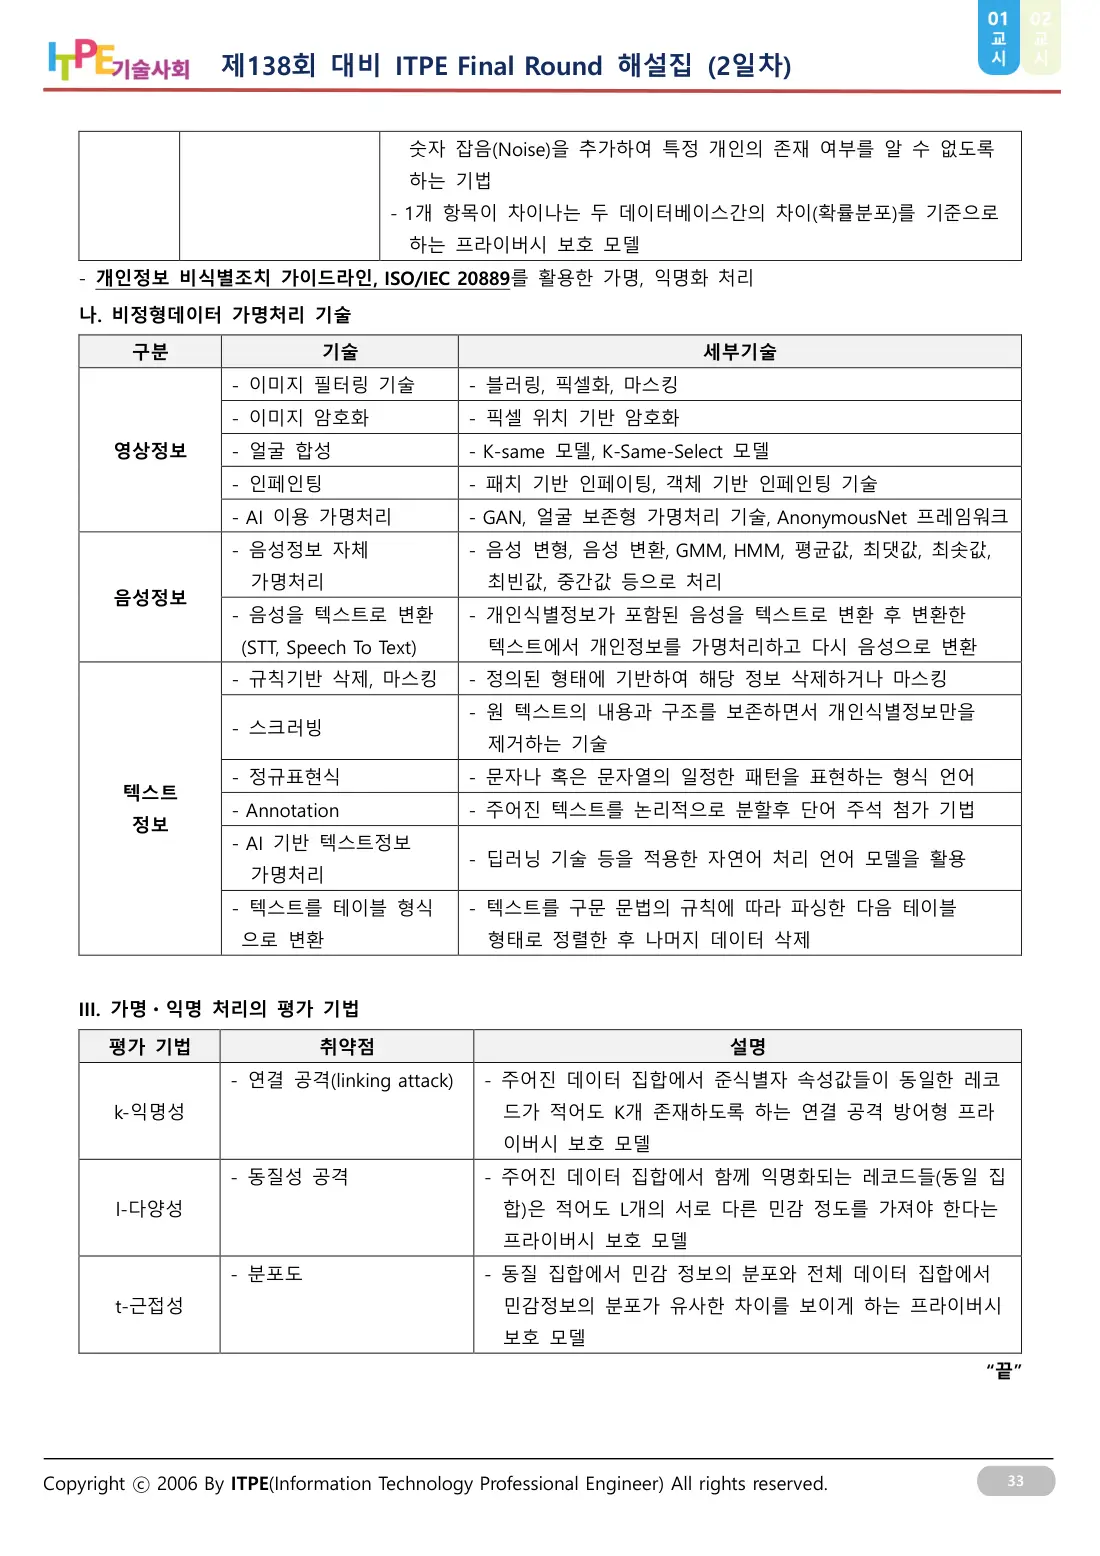 01
교
시
02
교
시
ITPE기술사회
제138회 대비 ITPE Final Round 해설집 (2일차)
숫자 잡음(Noise)을 추가하여 특정 개인의 존재 여부를 알 수 없도록
하는 기법
- 1개 항목이 차이나는 두 데이터베이스간의 차이(확률분포)를 기준으로
하는 프라이버시 보호 모델
- 개인정보 비식별조치 가이드라인, ISO/IEC 20889를 활용한 가명, 익명화 처리
나. 비정형데이터 가명처리 기술
구분 기술 세부기술
영상정보
- 이미지 필터링 기술 - 블러링, 픽셀화, 마스킹
- 이미지 암호화 - 픽셀 위치 기반 암호화
- 얼굴 합성 - K-same 모델, K-Same-Select 모델
- 인페인팅 - 패치 기반 인페이팅, 객체 기반 인페인팅 기술
- AI 이용 가명처리 - GAN, 얼굴 보존형 가명처리 기술, AnonymousNet 프레임워크
음성정보
- 음성정보 자체
가명처리
- 음성 변형, 음성 변환, GMM, HMM, 평균값, 최댓값, 최솟값,
최빈값, 중간값 등으로 처리
- 음성을 텍스트로 변환
(STT, Speech To Text)
- 개인식별정보가 포함된 음성을 텍스트로 변환 후 변환한
텍스트에서 개인정보를 가명처리하고 다시 음성으로 변환
텍스트
정보
- 규칙기반 삭제, 마스킹 - 정의된 형태에 기반하여 해당 정보 삭제하거나 마스킹
- 스크러빙
- 원 텍스트의 내용과 구조를 보존하면서 개인식별정보만을
제거하는 기술
- 정규표현식 - 문자나 혹은 문자열의 일정한 패턴을 표현하는 형식 언어
- Annotation - 주어진 텍스트를 논리적으로 분할후 단어 주석 첨가 기법
- AI 기반 텍스트정보
가명처리
- 딥러닝 기술 등을 적용한 자연어 처리 언어 모델을 활용
- 텍스트를 테이블 형식
으로 변환
- 텍스트를 구문 문법의 규칙에 따라 파싱한 다음 테이블
형태로 정렬한 후 나머지 데이터 삭제
III. 가명·익명 처리의 평가 기법
평가 기법 취약점 설명
k-익명성
- 연결 공격(linking attack)
- 주어진 데이터 집합에서 준식별자 속성값들이 동일한 레코
드가 적어도 K개 존재하도록 하는 연결 공격 방어형 프라
이버시 보호 모델
l-다양성
- 동질성 공격
- 주어진 데이터 집합에서 함께 익명화되는 레코드들(동일 집
합)은 적어도 L개의 서로 다른 민감 정도를 가져야 한다는
프라이버시 보호 모델
t-근접성
- 분포도
- 동질 집합에서 민감 정보의 분포와 전체 데이터 집합에서
민감정보의 분포가 유사한 차이를 보이게 하는 프라이버시
보호 모델
“끝”
Copyright ⓒ 2006 By ITPE(Information Technology Professional Engineer) All rights reserved.
33